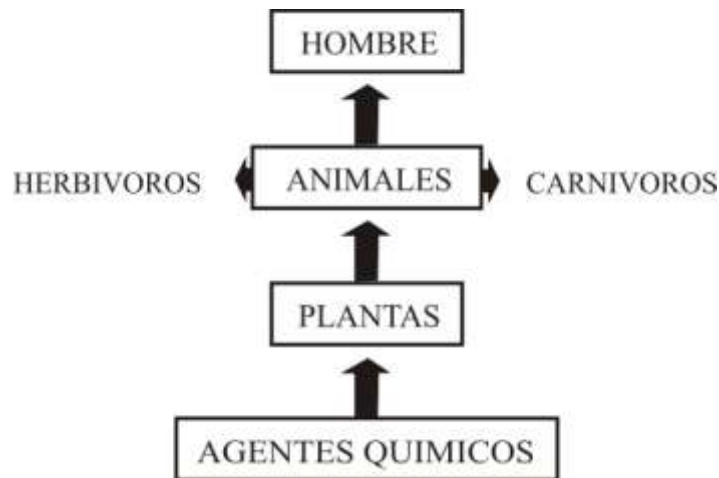 HOMBRE
HERBIVOROS
ANIMALES
CARNIVOROS
PLANTAS
AGENTES QUIMICOS